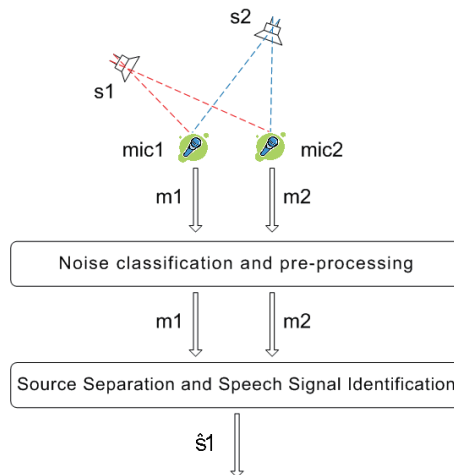 s2
s1
mic1 mic2
m1 m2
Noise classification and pre-processing
m1 m2
Source Separation and Speech Signal Identification
ŝ1